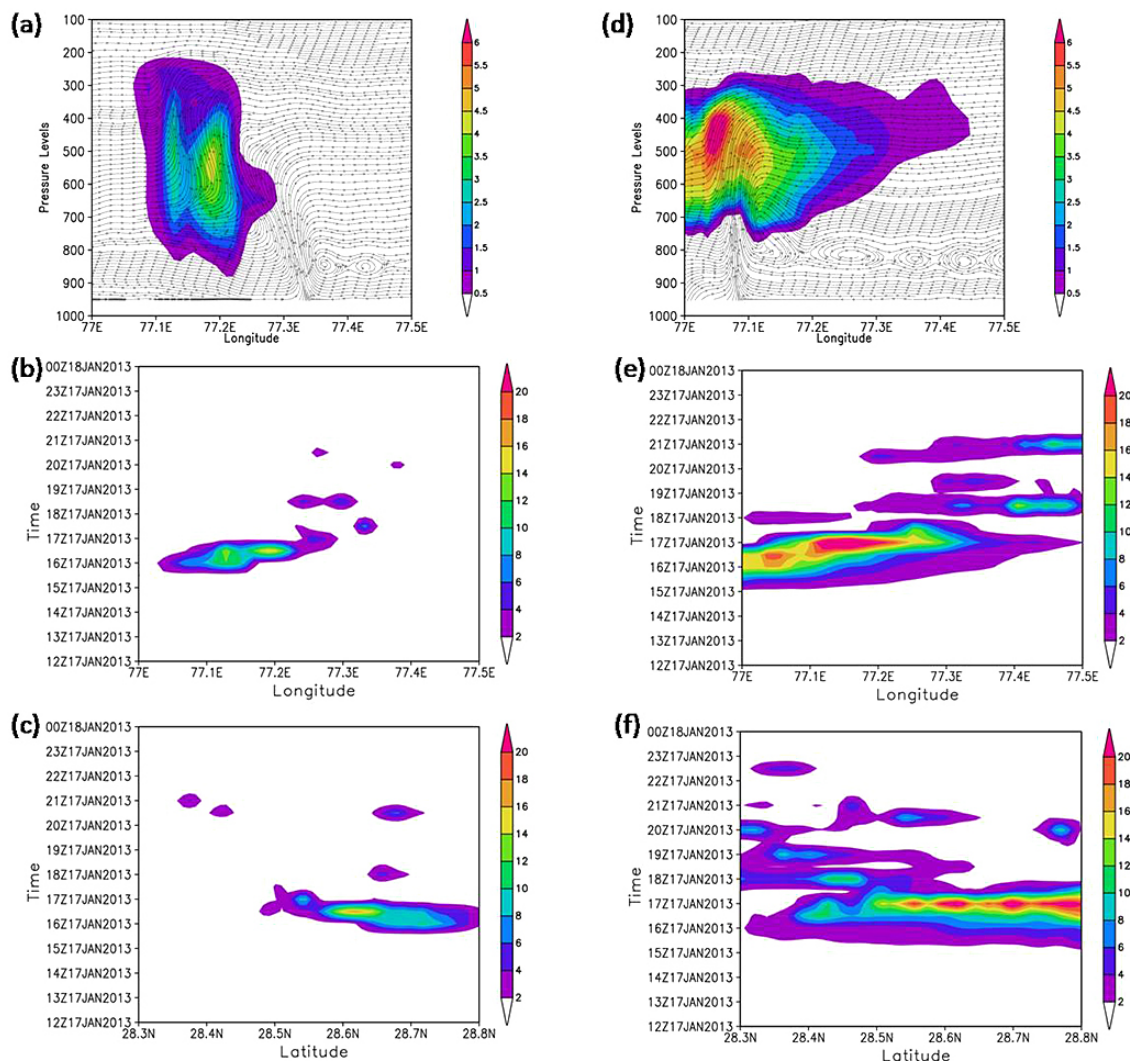 (a)
100
200
300
400
500
600
700
800
900
1000
Pressure Levels
77E 77.1E 77.2E 77.3E 77.4E 77.5E
Longitude
6
5.5
5
4.5
4
3.5
3
2.5
2
1.5
1
0.5
(d)
100
200
300
400
500
600
700
800
900
1000
Pressure Levels
77E 77.1E 77.2E 77.3E 77.4E 77.5E
Longitude
6
5.5
5
4.5
4
3.5
3
2.5
2
1.5
1
0.5
(b)
00Z18JAN2013
23Z17JAN2013
22Z17JAN2013
21Z17JAN2013
20Z17JAN2013
19Z17JAN2013
18Z17JAN2013
17Z17JAN2013
16Z17JAN2013
15Z17JAN2013
14Z17JAN2013
13Z17JAN2013
12Z17JAN2013
Time
77E 77.1E 77.2E 77.3E 77.4E 77.5E
Longitude
20
18
16
14
12
10
8
6
4
2
(e)
00Z18JAN2013
23Z17JAN2013
22Z17JAN2013
21Z17JAN2013
20Z17JAN2013
19Z17JAN2013
18Z17JAN2013
17Z17JAN2013
16Z17JAN2013
15Z17JAN2013
14Z17JAN2013
13Z17JAN2013
12Z17JAN2013
Time
77E 77.1E 77.2E 77.3E 77.4E 77.5E
Longitude
20
18
16
14
12
10
8
6
4
2
(c)
00Z18JAN2013
23Z17JAN2013
22Z17JAN2013
21Z17JAN2013
20Z17JAN2013
19Z17JAN2013
18Z17JAN2013
17Z17JAN2013
16Z17JAN2013
15Z17JAN2013
14Z17JAN2013
13Z17JAN2013
12Z17JAN2013
Time
28.3N 28.4N 28.5N 28.6N 28.7N 28.8N
Latitude
20
18
16
14
12
10
8
6
4
2
(f)
00Z18JAN2013
23Z17JAN2013
22Z17JAN2013
21Z17JAN2013
20Z17JAN2013
19Z17JAN2013
18Z17JAN2013
17Z17JAN2013
16Z17JAN2013
15Z17JAN2013
14Z17JAN2013
13Z17JAN2013
12Z17JAN2013
Time
28.3N 28.4N 28.5N 28.6N 28.7N 28.8N
Latitude
20
18
16
14
12
10
8
6
4
2